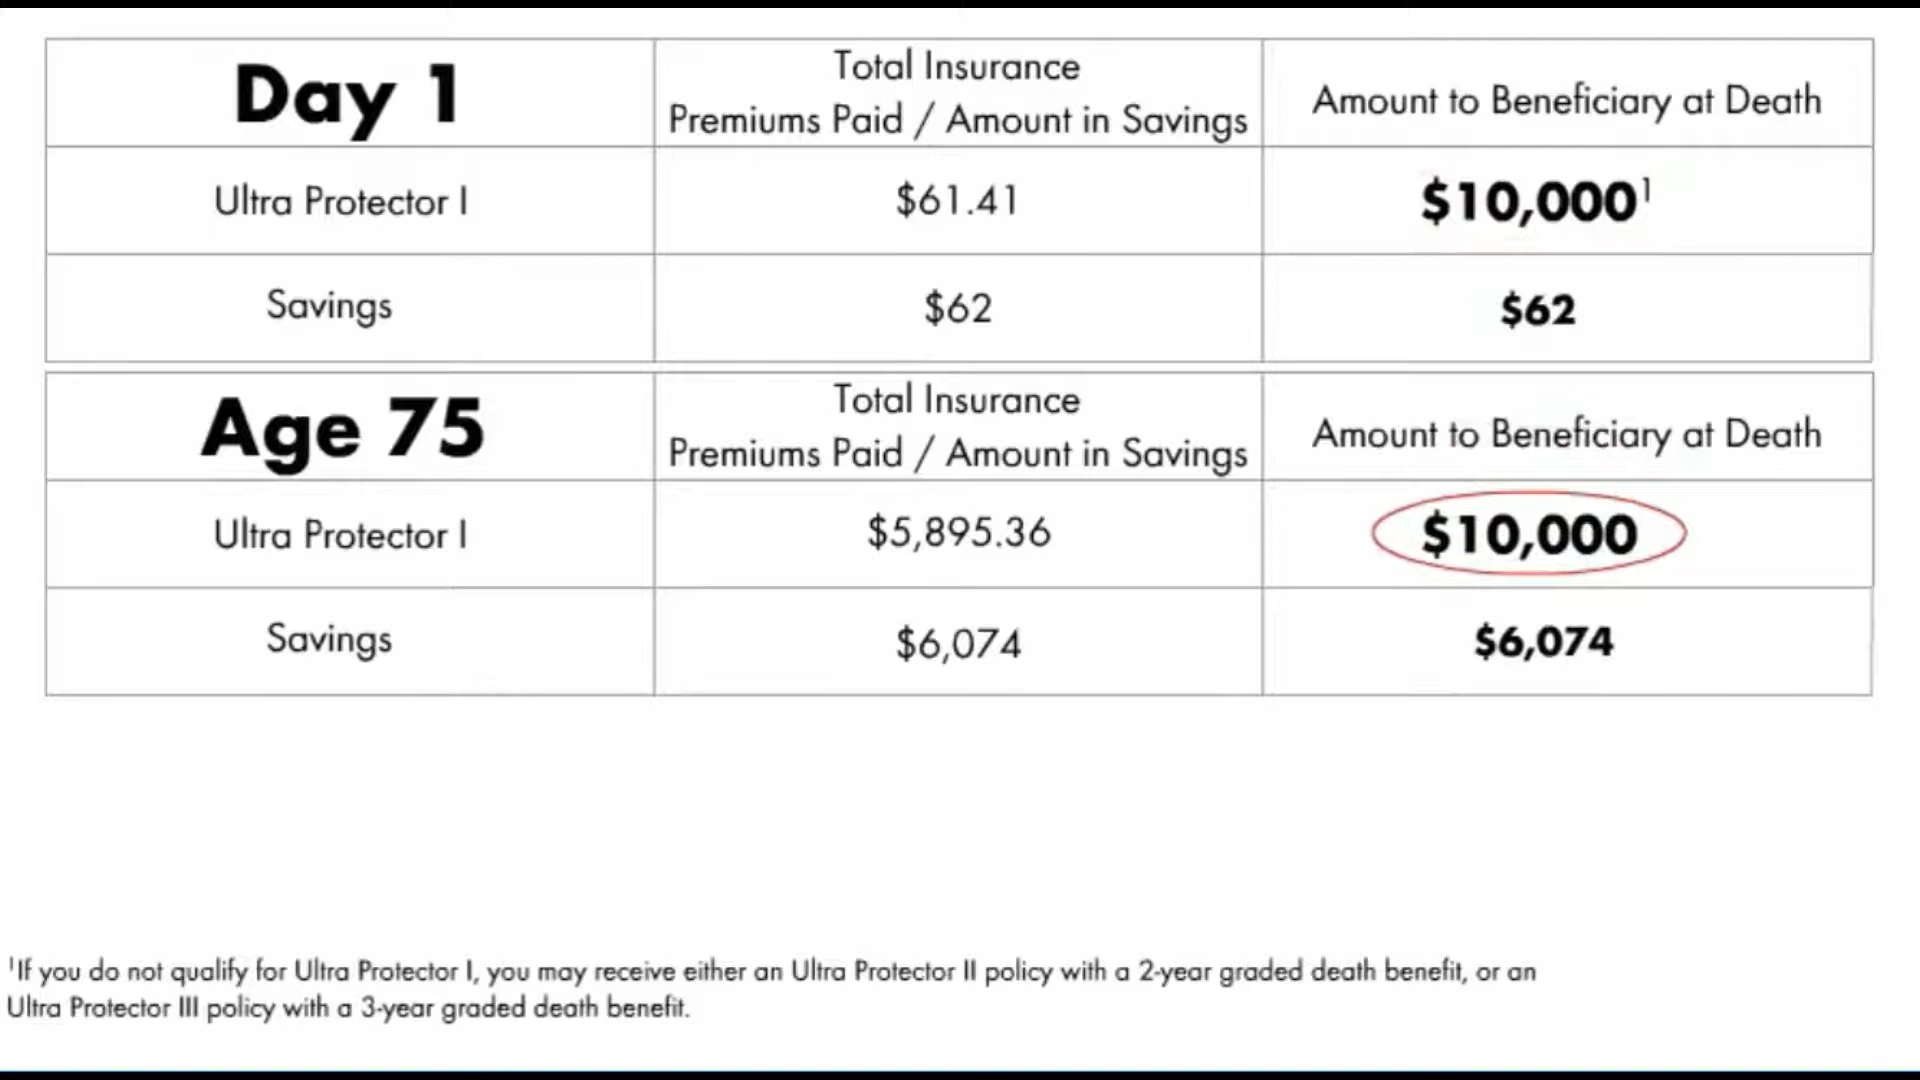 Day 1
Total Insurance
Premiums Paid / Amount in Savings
Amount to Beneficiary at Death
Ultra Protector I
$61.41
$10,000¹
Savings
$62
$62
Age 75
Total Insurance
Premiums Paid / Amount in Savings
Amount to Beneficiary at Death
Ultra Protector I
$5,895.36
$10,000
Savings
$6,074
$6,074
¹If you do not qualify for Ultra Protector I, you may receive either an Ultra Protector II policy with a 2-year graded death benefit, or an
Ultra Protector III policy with a 3-year graded death benefit.